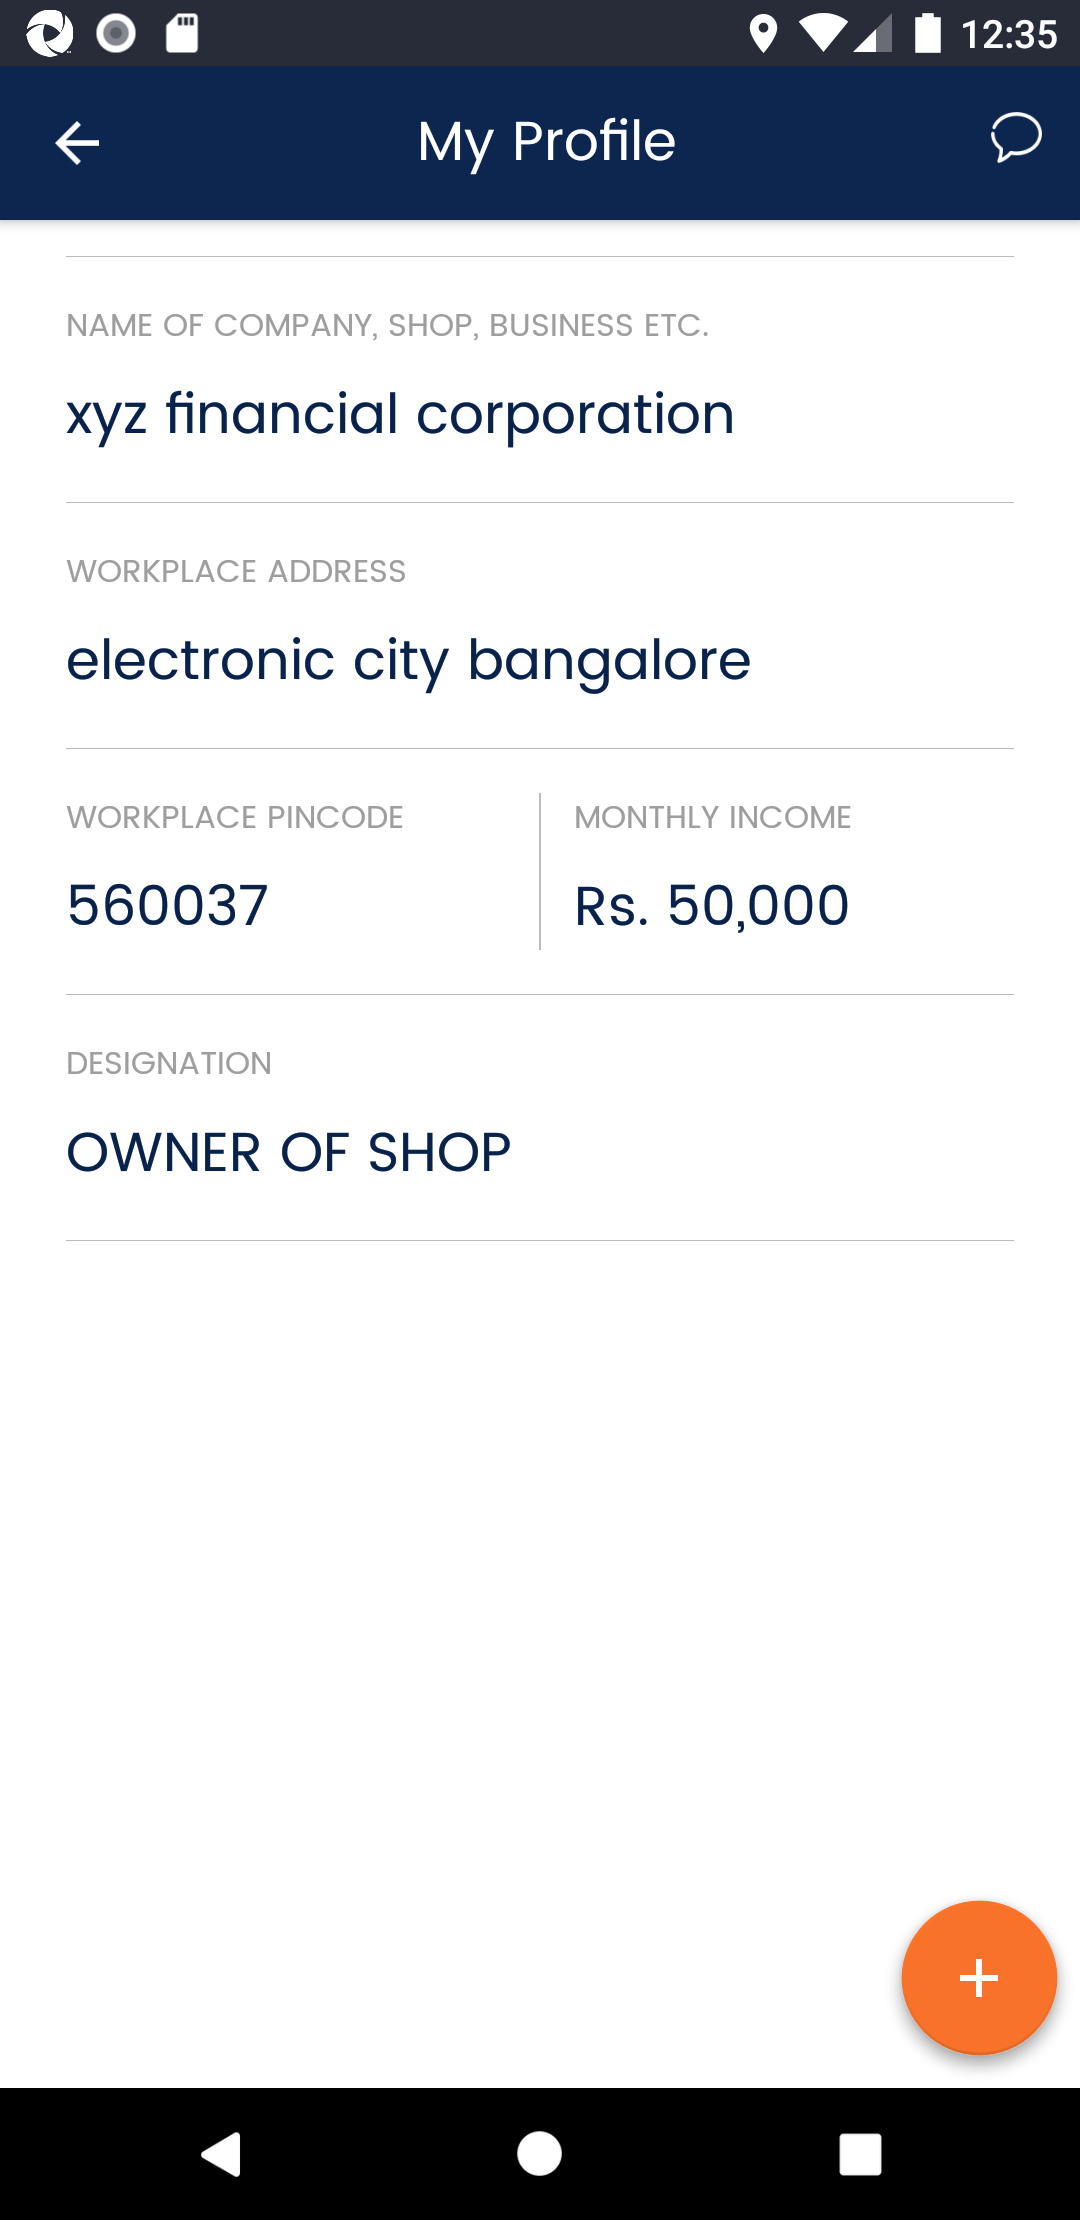 12:35
My Profile
NAME OF COMPANY, SHOP, BUSINESS ETC.
xyz financial corporation
WORKPLACE ADDRESS
electronic city bangalore
WORKPLACE PINCODE
560037
MONTHLY INCOME
Rs. 50,000
DESIGNATION
OWNER OF SHOP